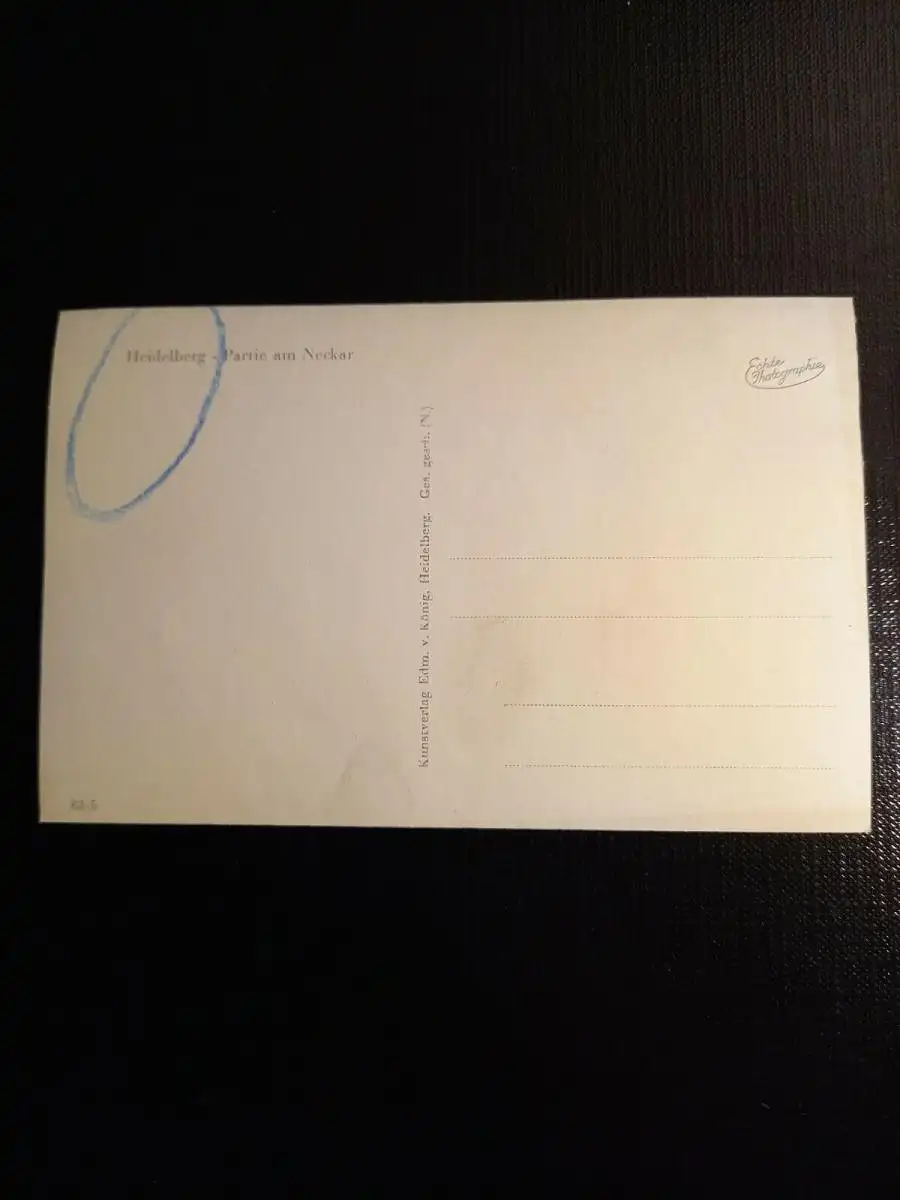 Heidelberg - Partie am Neckar
Echte
Photographie
Kunstverlag Edm. v. König, Heidelberg. Ges. gesch. (N.)